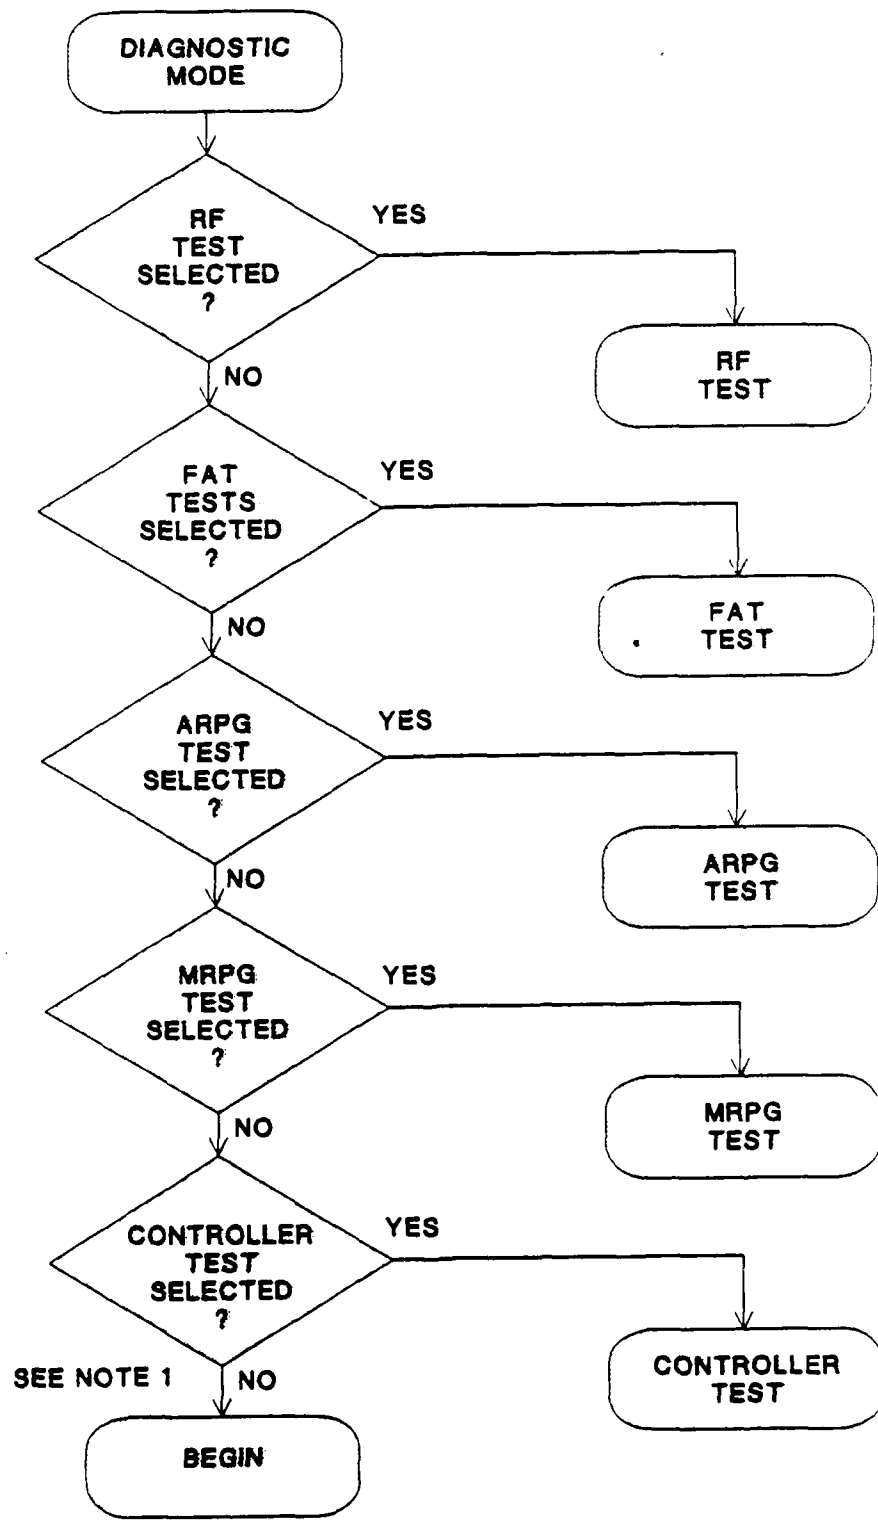 DIAGNOSTIC
MODE
RF
TEST
SELECTED
?
YES
NO
RF
TEST
FAT
TESTS
SELECTED
?
YES
NO
FAT
TEST
ARPG
TEST
SELECTED
?
YES
NO
ARPG
TEST
MRPG
TEST
SELECTED
?
YES
NO
MRPG
TEST
CONTROLLER
TEST
SELECTED
?
YES
CONTROLLER
TEST
SEE NOTE 1
NO
BEGIN